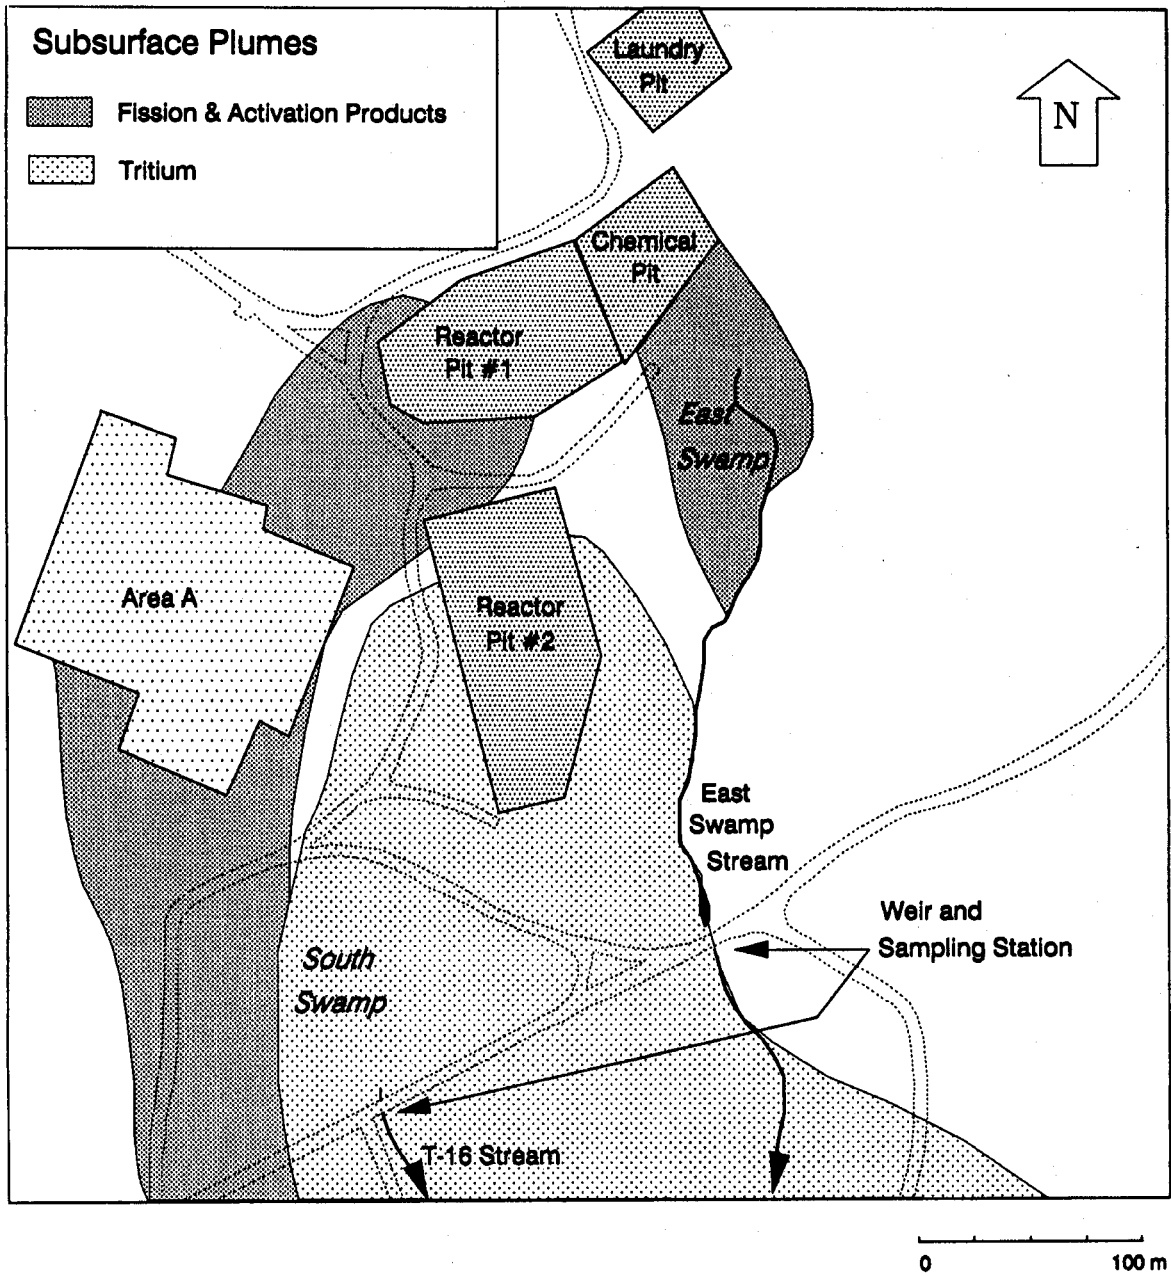 Subsurface Plumes
Fission & Activation Products
Tritium
Laundry
Pit
N
Chemical
Pit
Reactor
Pit #1
East
Swamp
Area A
Reactor
Pit #2
East
Swamp
Stream
Weir and
Sampling Station
South
Swamp
T-16 Stream
0
100 m